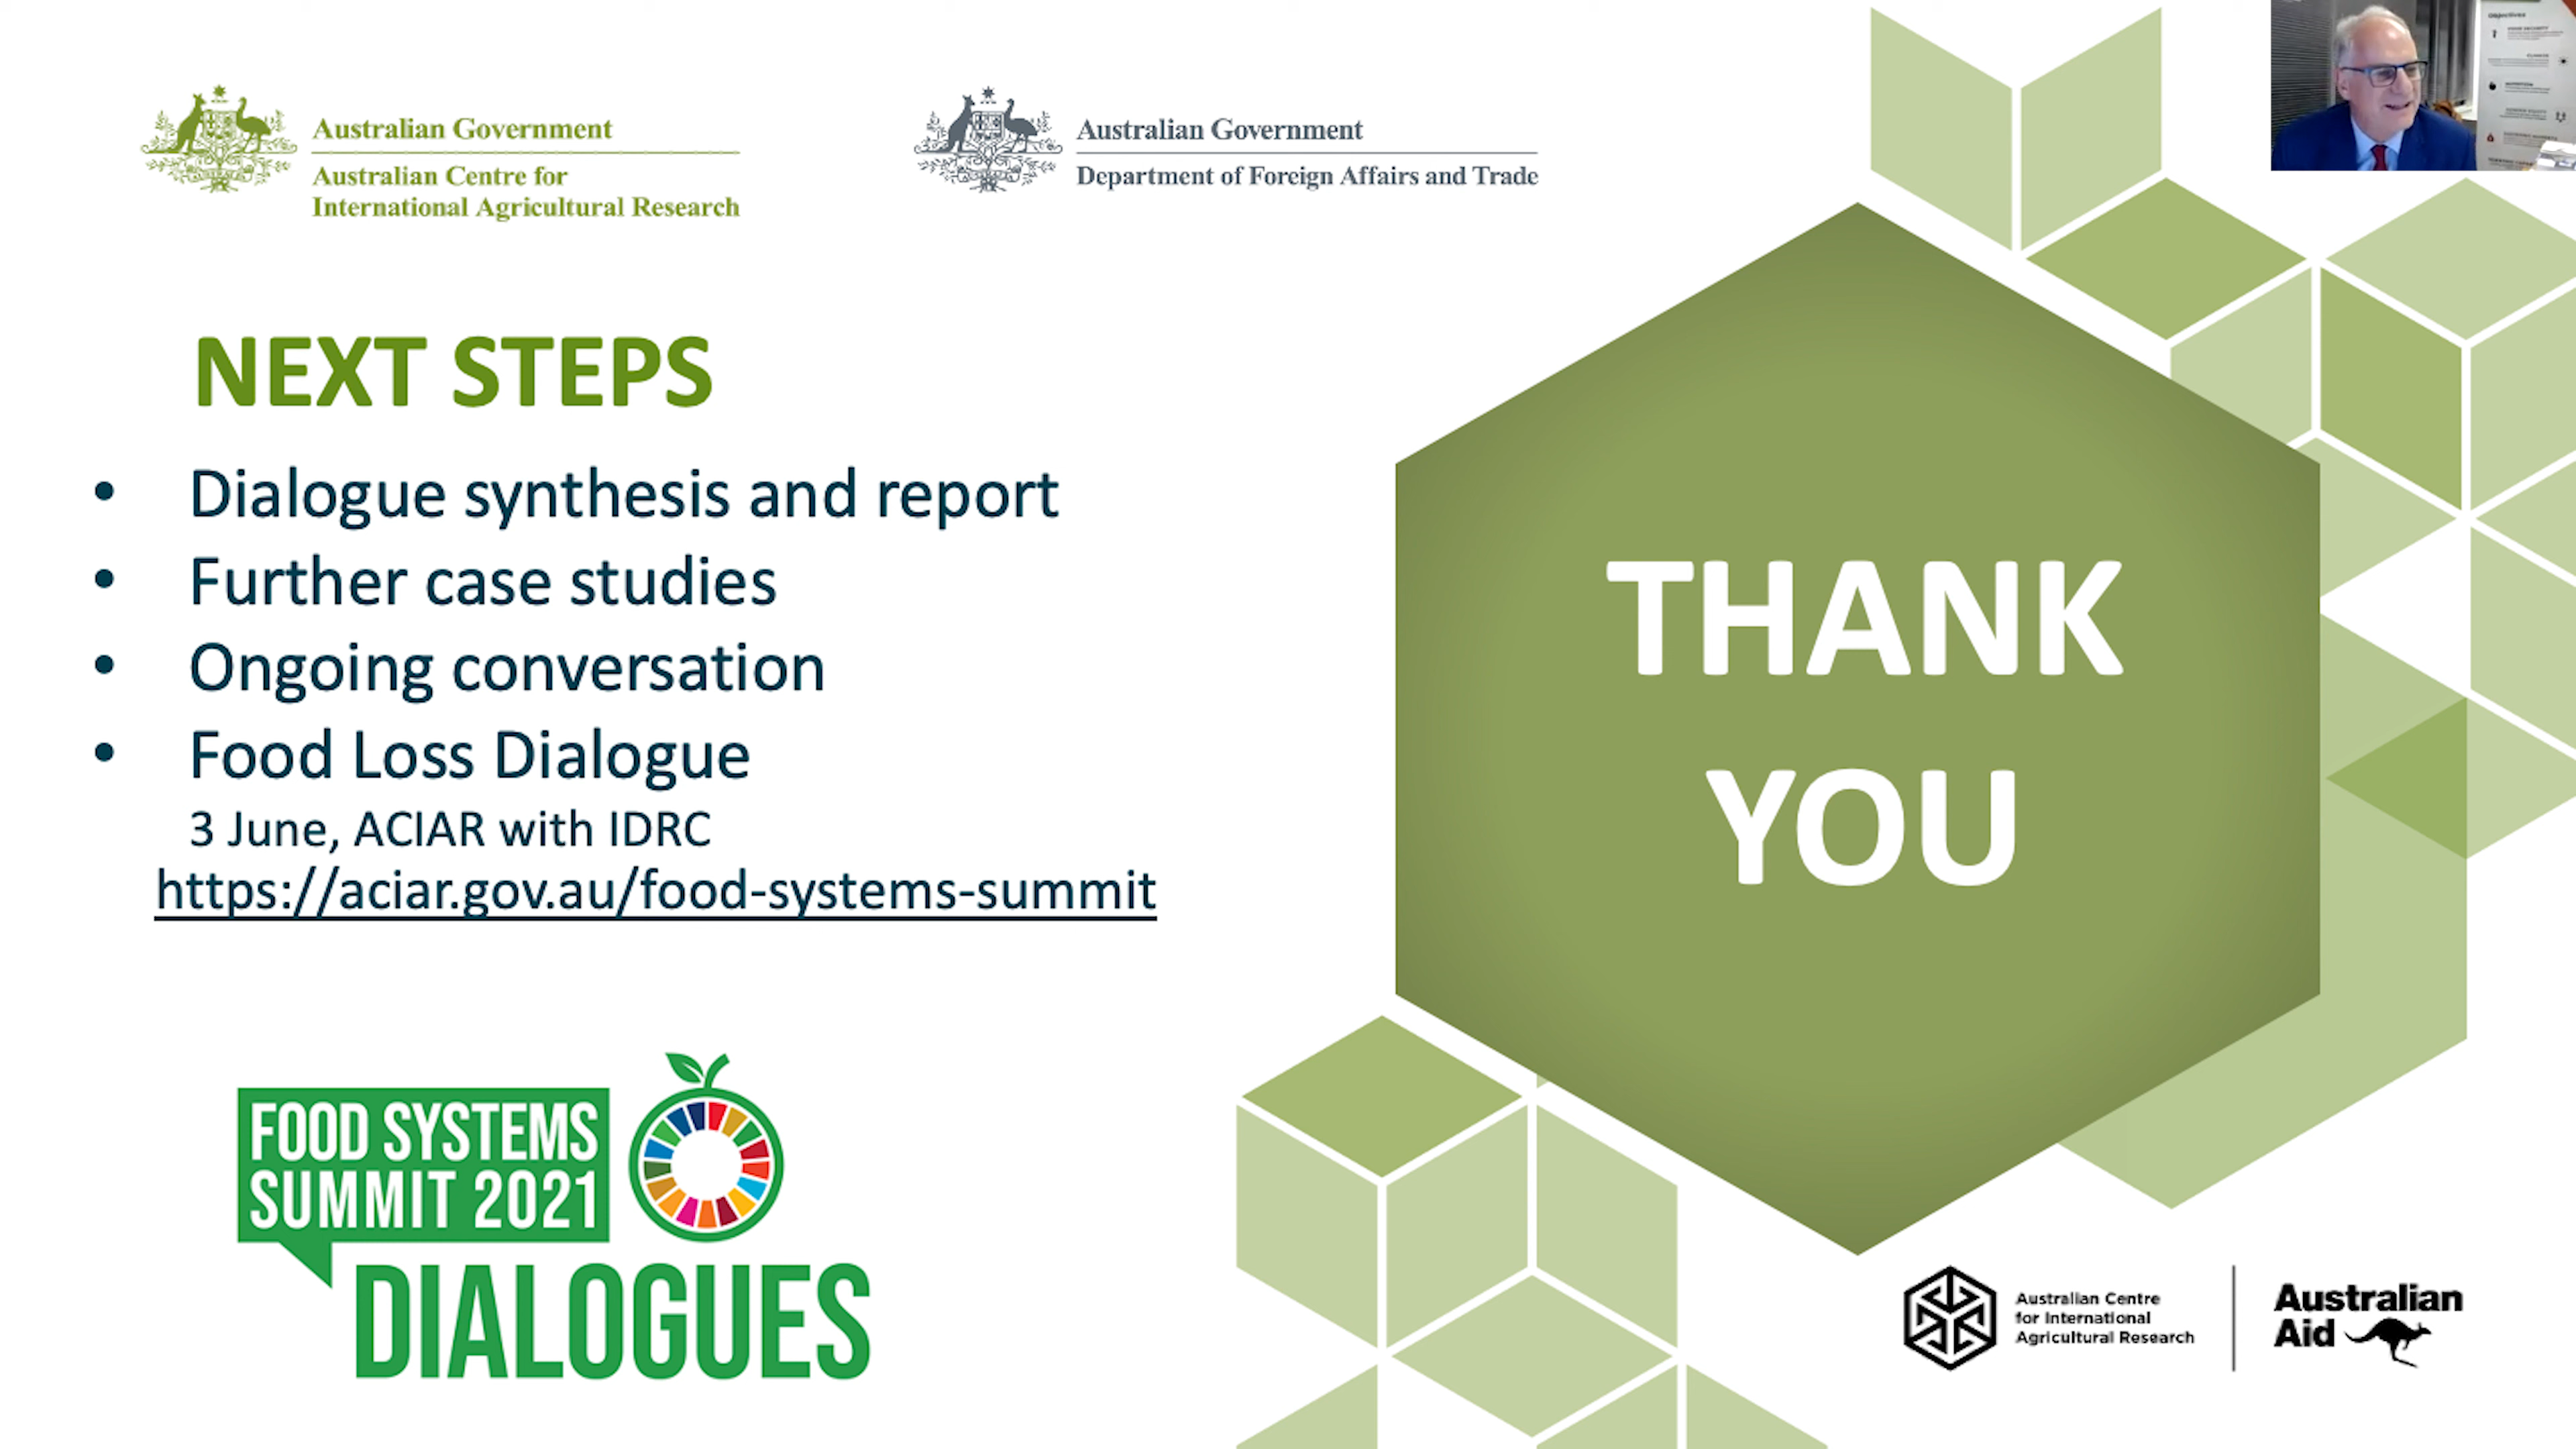 Australian Government
Australian Centre for
International Agricultural Research
Australian Government
Department of Foreign Affairs and Trade
Objectives
NEXT STEPS
• Dialogue synthesis and report
• Further case studies
• Ongoing conversation
• Food Loss Dialogue
3 June, ACIAR with IDRC
https://aciar.gov.au/food-systems-summit
THANK
YOU
FOOD SYSTEMS
SUMMIT 2021
DIALOGUES
Australian Centre
for International
Agricultural Research
Australian
Aid